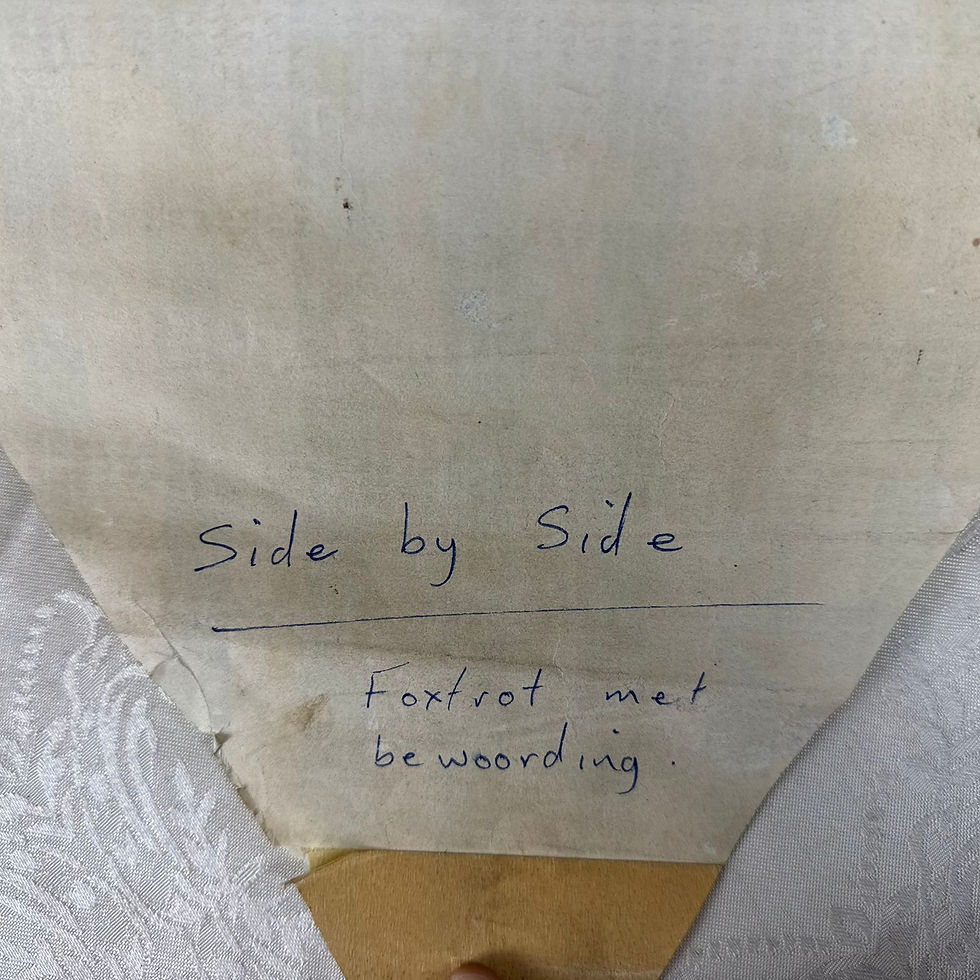 Side by Side
Foxtrot met
bewoording.